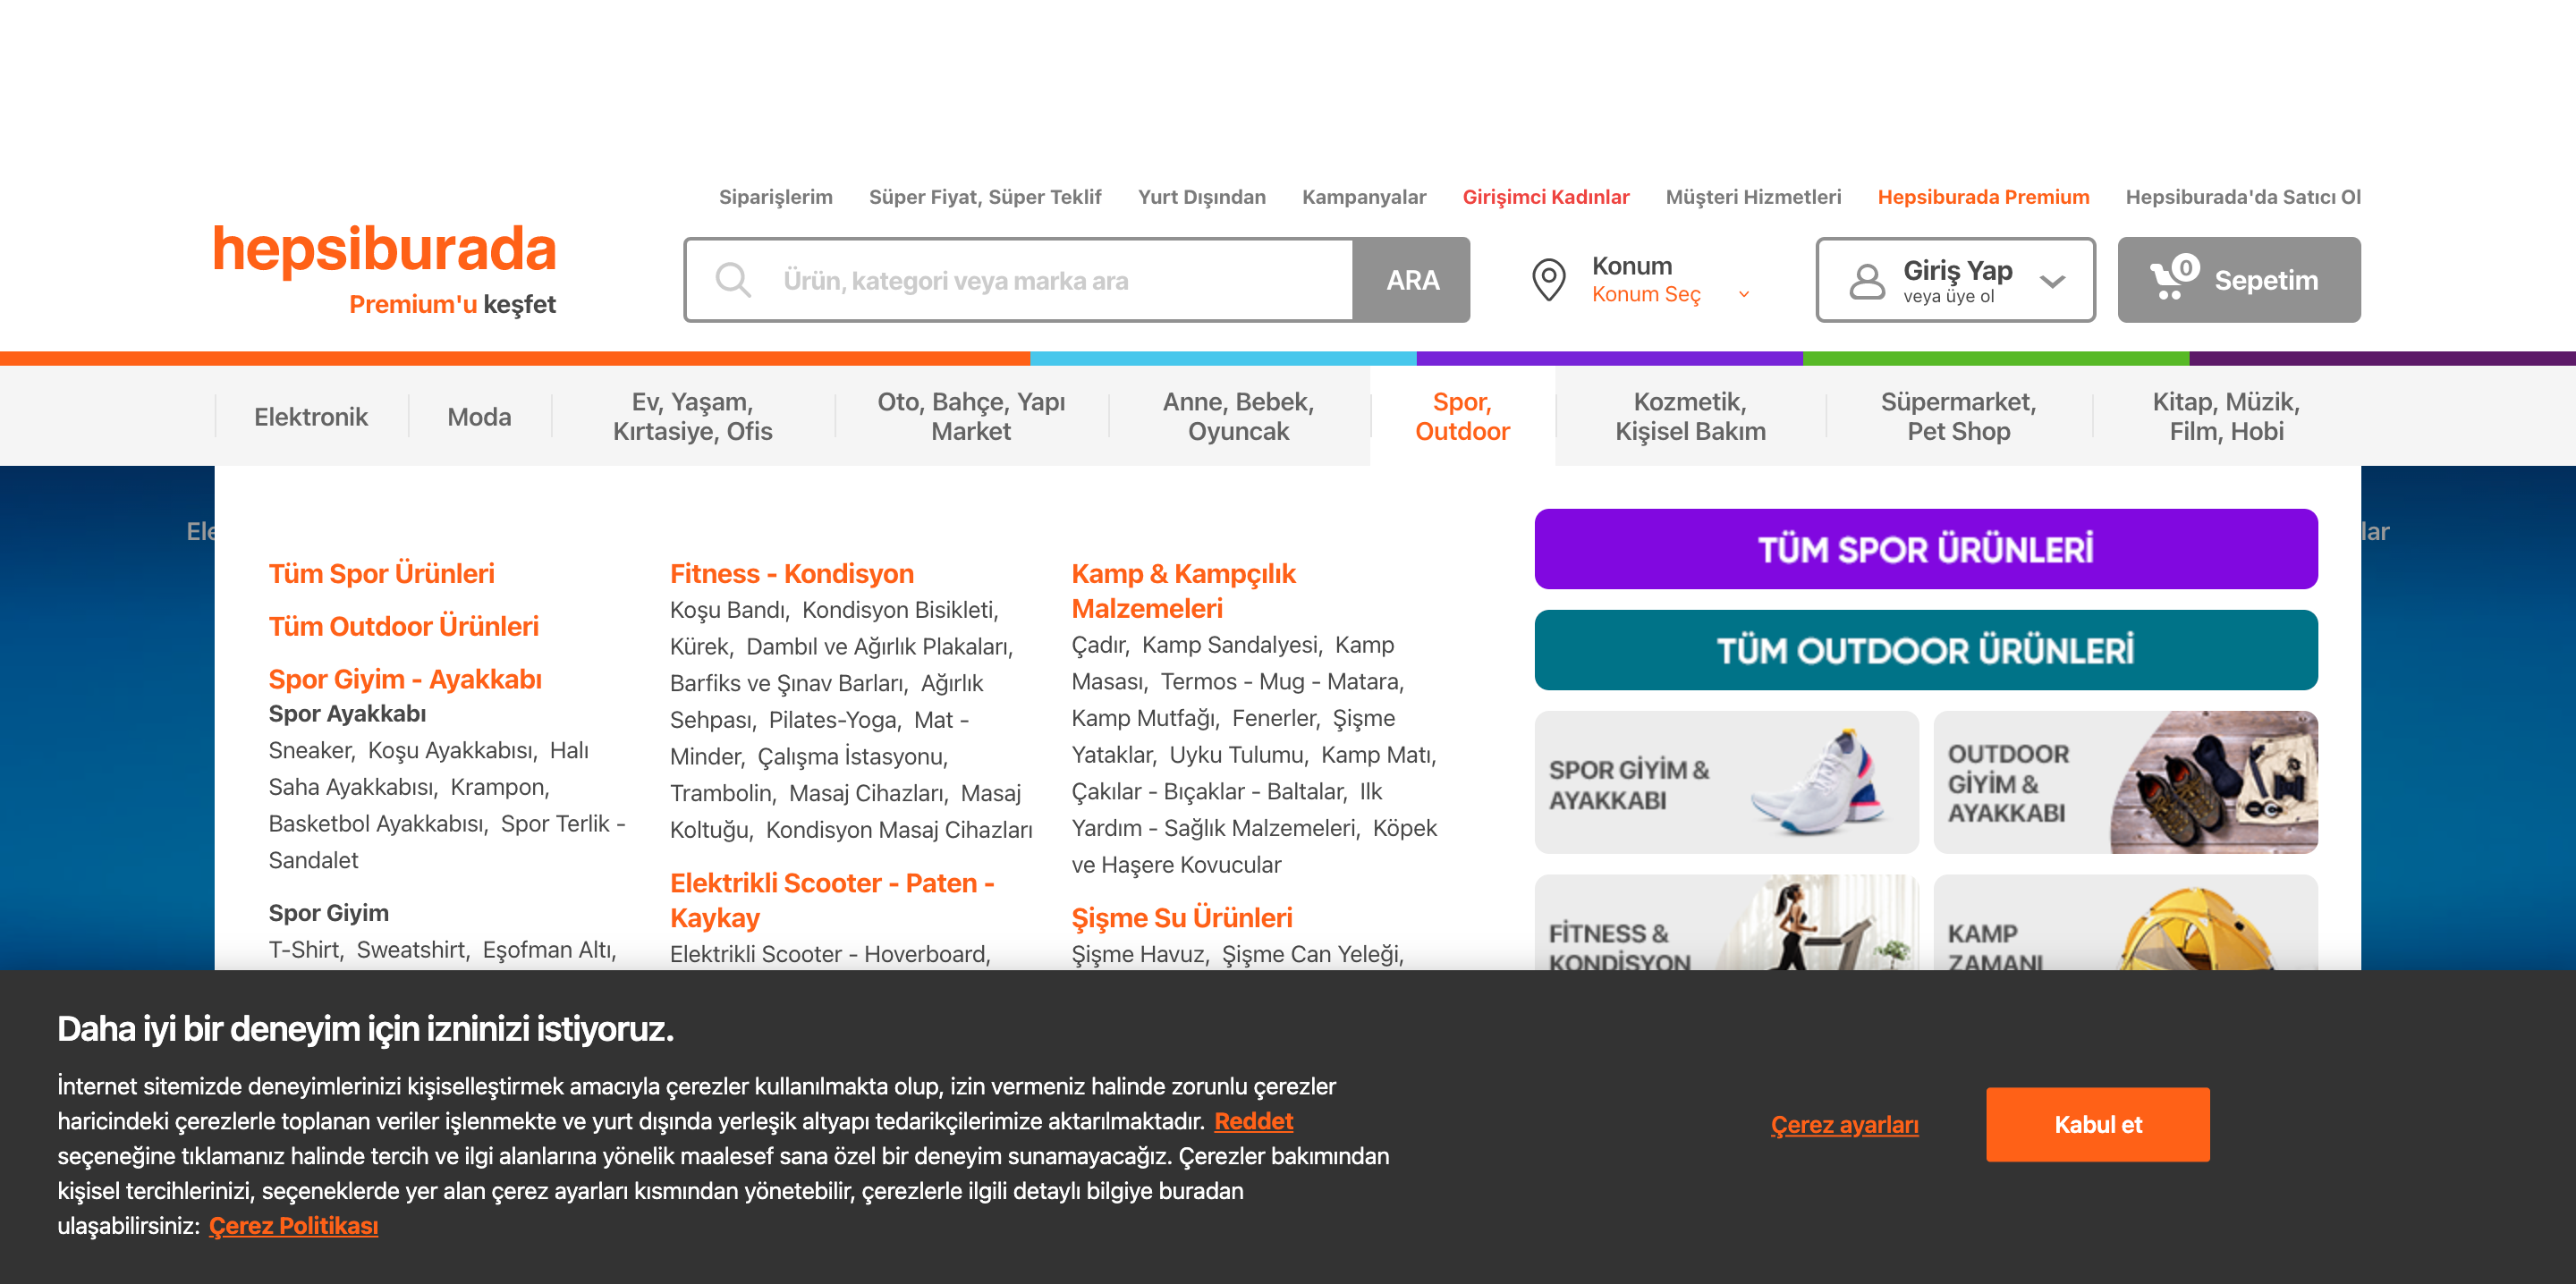 Siparişlerim Süper Fiyat, Süper Teklif Yurt Dışından Kampanyalar Girişimci Kadınlar Müşteri Hizmetleri Hepsiburada Premium Hepsiburada'da Satıcı Ol
hepsiburada
Premium'u keşfet
Ürün, kategori veya marka ara
ARA
Konum
Konum Seç
Giriş Yap
veya üye ol
0
Sepetim
Elektronik
Moda
Ev, Yaşam,
Kırtasiye, Ofis
Oto, Bahçe, Yapı
Market
Anne, Bebek,
Oyuncak
Spor,
Outdoor
Kozmetik,
Kişisel Bakım
Süpermarket,
Pet Shop
Kitap, Müzik,
Film, Hobi
Ele
lar
Tüm Spor Ürünleri
Tüm Outdoor Ürünleri
Spor Giyim - Ayakkabı
Spor Ayakkabı
Sneaker, Koşu Ayakkabısı, Halı
Saha Ayakkabısı, Krampon,
Basketbol Ayakkabısı, Spor Terlik -
Sandalet
Spor Giyim
T-Shirt, Sweatshirt, Eşofman Altı,
Fitness - Kondisyon
Koşu Bandı, Kondisyon Bisikleti,
Kürek, Dambıl ve Ağırlık Plakaları,
Barfiks ve Şınav Barları, Ağırlık
Sehpası, Pilates-Yoga, Mat -
Minder, Çalışma İstasyonu,
Trambolin, Masaj Cihazları, Masaj
Koltuğu, Kondisyon Masaj Cihazları
Elektrikli Scooter - Paten -
Kaykay
Elektrikli Scooter - Hoverboard,
Kamp & Kampçılık
Malzemeleri
Çadır, Kamp Sandalyesi, Kamp
Masası, Termos - Mug - Matara,
Kamp Mutfağı, Fenerler, Şişme
Yataklar, Uyku Tulumu, Kamp Matı,
Çakılar - Bıçaklar - Baltalar, Ilk
Yardım - Sağlık Malzemeleri, Köpek
ve Haşere Kovucular
Şişme Su Ürünleri
Şişme Havuz, Şişme Can Yeleği,
TÜM SPOR ÜRÜNLERİ
TÜM OUTDOOR ÜRÜNLERİ
SPOR GİYİM &
AYAKKABI
OUTDOOR
GİYİM &
AYAKKABI
FİTNESS &
KONDİSYON
KAMP
ZAMANI
Daha iyi bir deneyim için izninizi istiyoruz.
İnternet sitemizde deneyimlerinizi kişiselleştirmek amacıyla çerezler kullanılmakta olup, izin vermeniz halinde zorunlu çerezler
haricindeki çerezlerle toplanan veriler işlenmekte ve yurt dışında yerleşik altyapı tedarikçilerimize aktarılmaktadır. Reddet
seçeneğine tıklamanız halinde tercih ve ilgi alanlarına yönelik maalesef sana özel bir deneyim sunamayacağız. Çerezler bakımından
kişisel tercihlerinizi, seçeneklerde yer alan çerez ayarları kısmından yönetebilir, çerezlerle ilgili detaylı bilgiye buradan
ulaşabilirsiniz: Çerez Politikası
Çerez ayarları
Kabul et